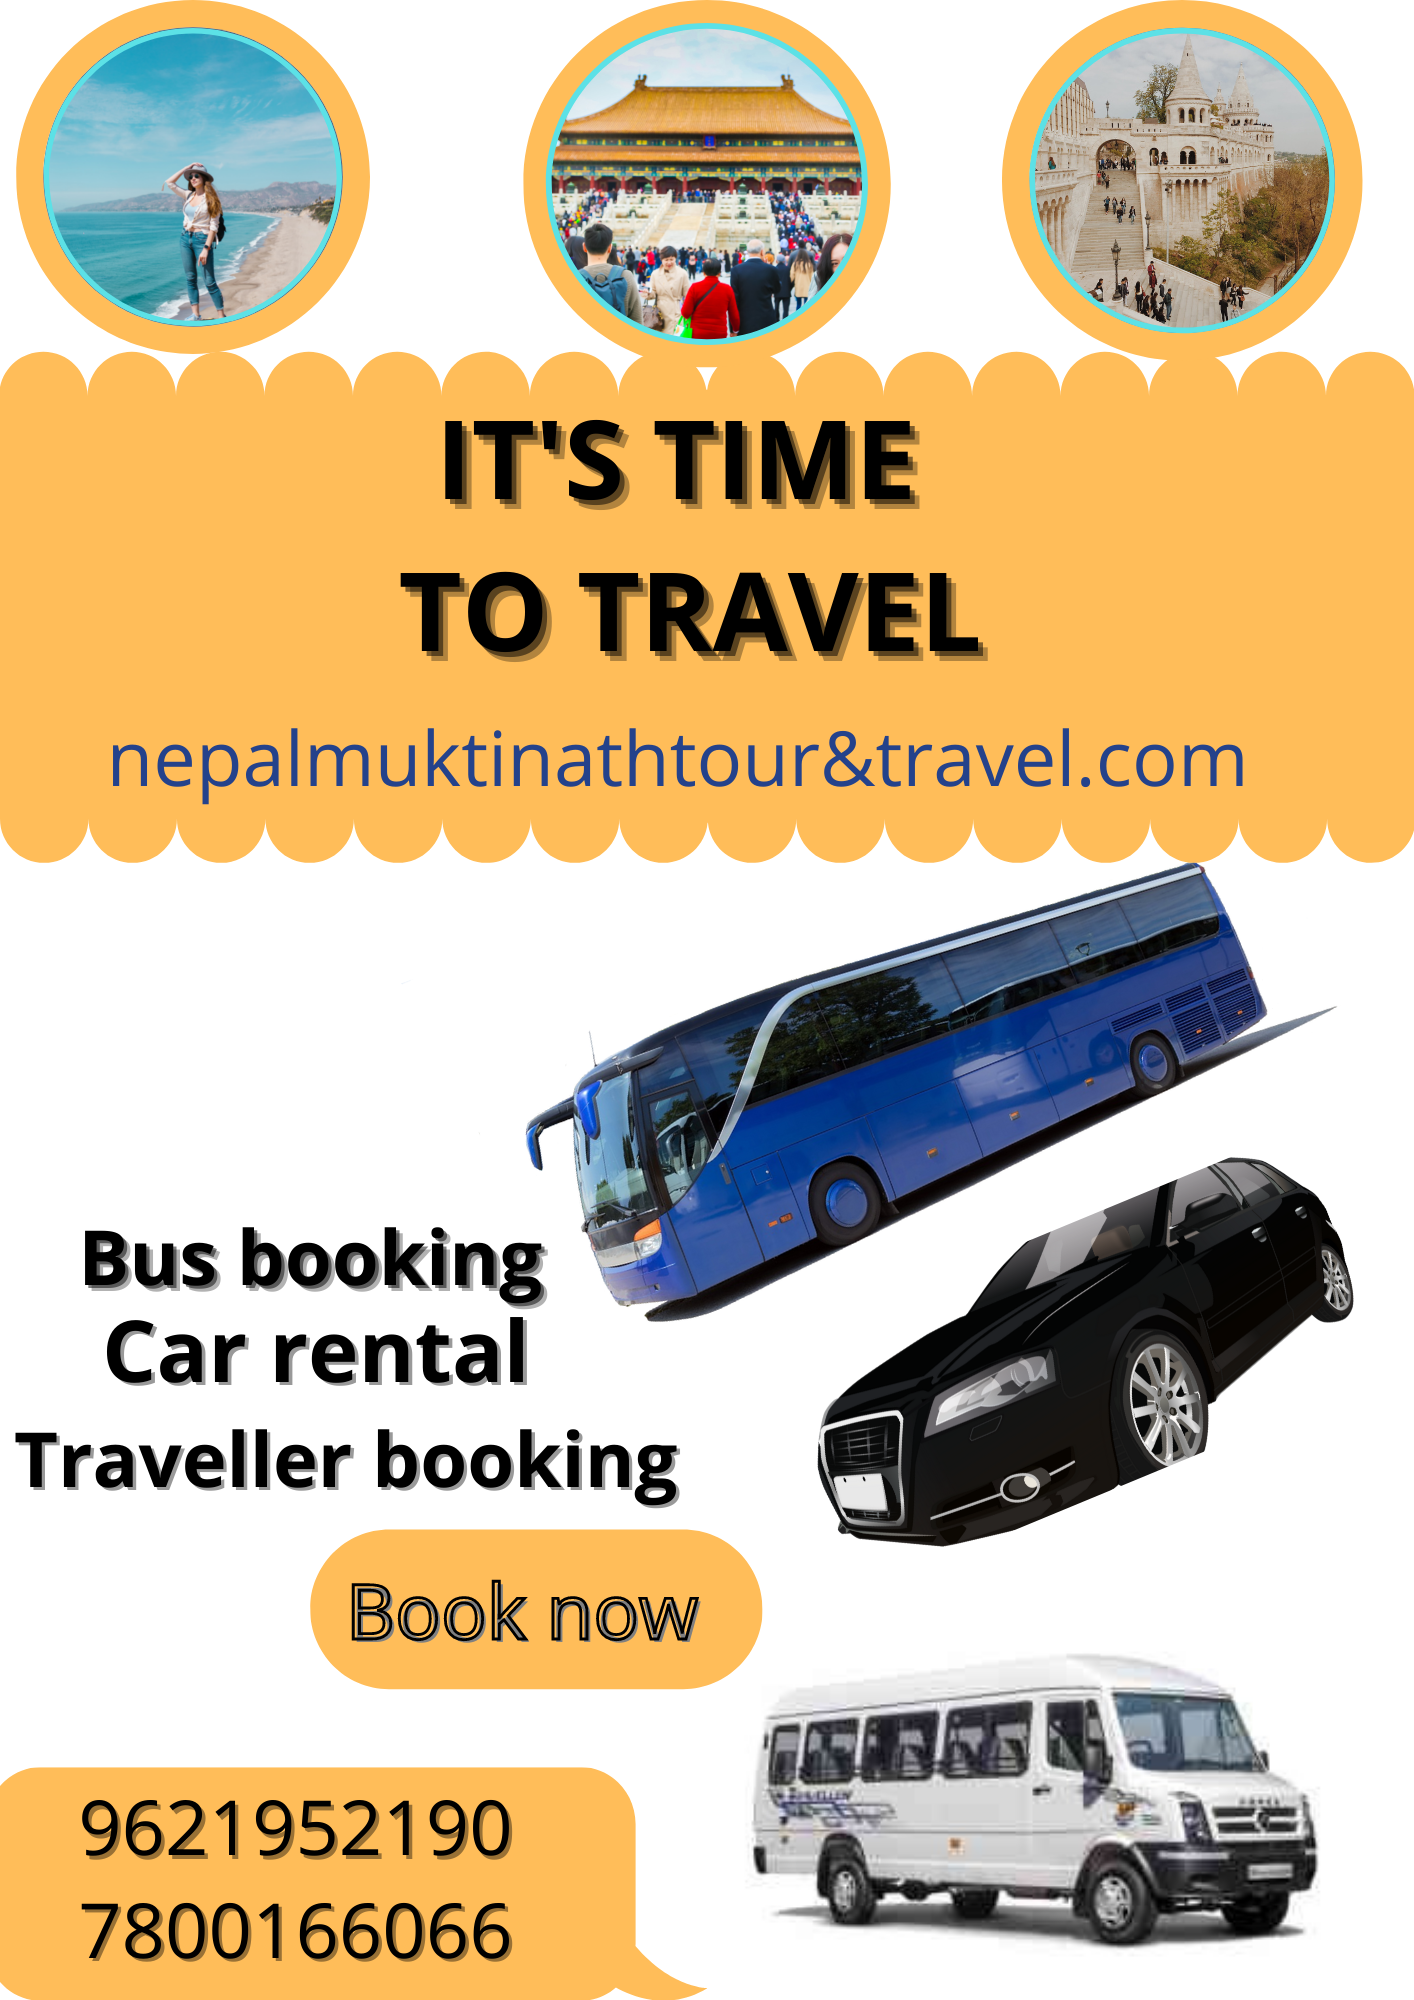 IT'S TIME
TO TRAVEL
nepalmuktinathtour&travel.com
Bus booking
Car rental
Traveller booking
Book now
9621952190
7800166066